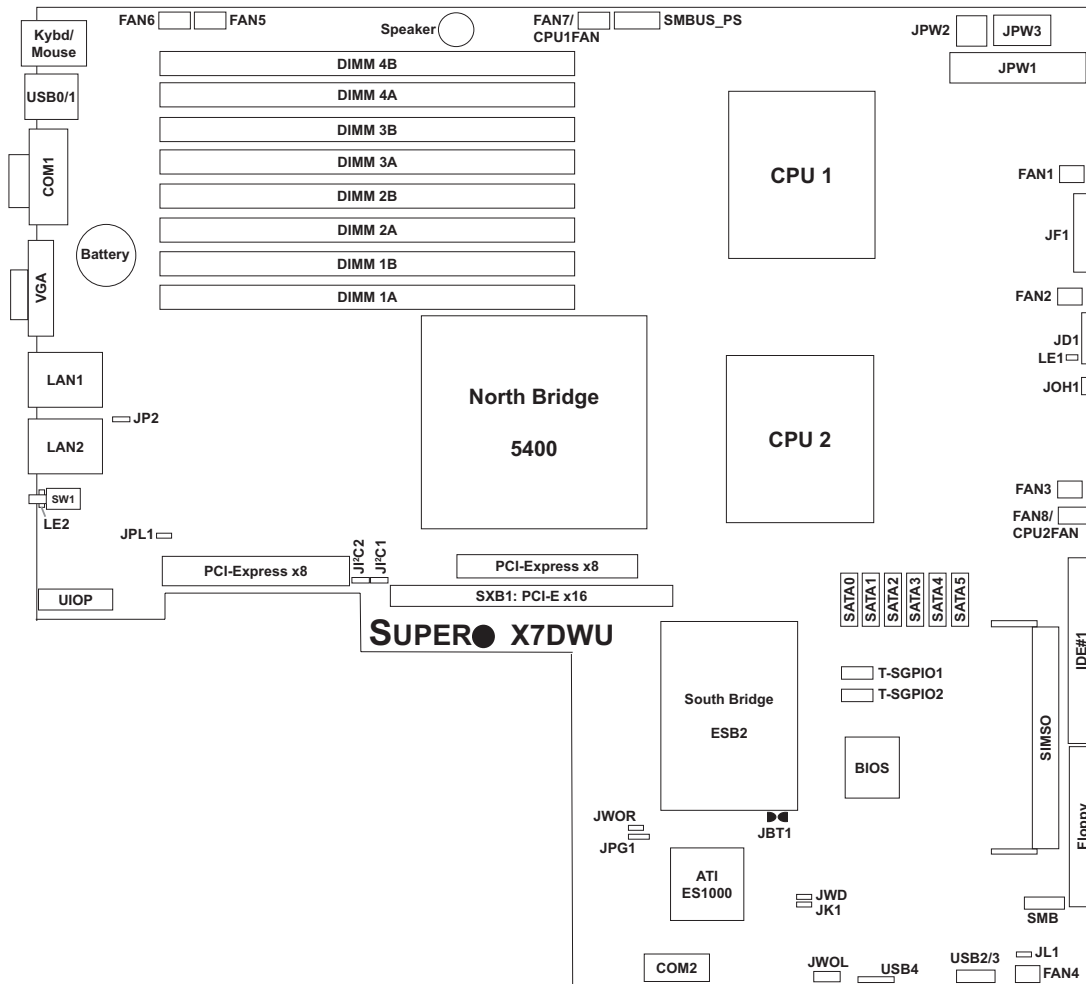 FAN6
FAN5
Speaker
FAN7/
CPU1FAN
SMBUS_PS
JPW2
JPW3
JPW1
Kybd/
Mouse
USB0/1
COM1
Battery
VGA
DIMM 4B
DIMM 4A
DIMM 3B
DIMM 3A
DIMM 2B
DIMM 2A
DIMM 1B
DIMM 1A
CPU 1
FAN1
JF1
FAN2
JD1
LE1
JOH1
LAN1
JP2
LAN2
SW1
LE2
JPL1
North Bridge
5400
CPU 2
FAN3
FAN8/
CPU2FAN
PCI-Express x8
JI²C2
JI²C1
PCI-Express x8
UIOP
SXB1: PCI-E x16
SUPER● X7DWU
SATA0
SATA1
SATA2
SATA3
SATA4
SATA5
IDE#1
T-SGPIO1
T-SGPIO2
South Bridge
ESB2
BIOS
SIMSO
Floppy
JWOR
JPG1
JBT1
ATI
ES1000
JWD
JK1
SMB
COM2
JWOL
USB4
USB2/3
JL1
FAN4